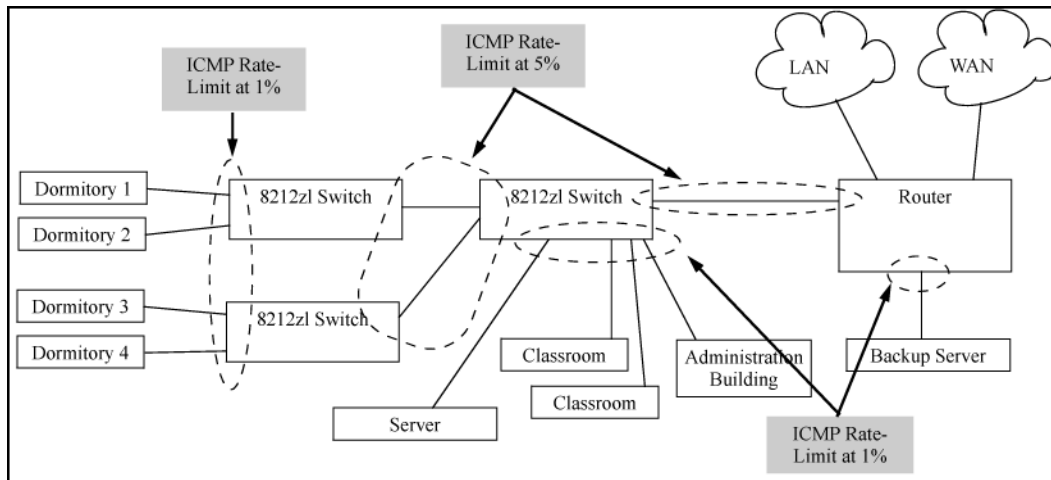 ICMP Rate-
Limit at 1%
ICMP Rate-
Limit at 5%
LAN
WAN
Dormitory 1
Dormitory 2
8212zl Switch
8212zl Switch
Router
Dormitory 3
Dormitory 4
8212zl Switch
Classroom
Administration
Building
Backup Server
Classroom
Server
ICMP Rate-
Limit at 1%